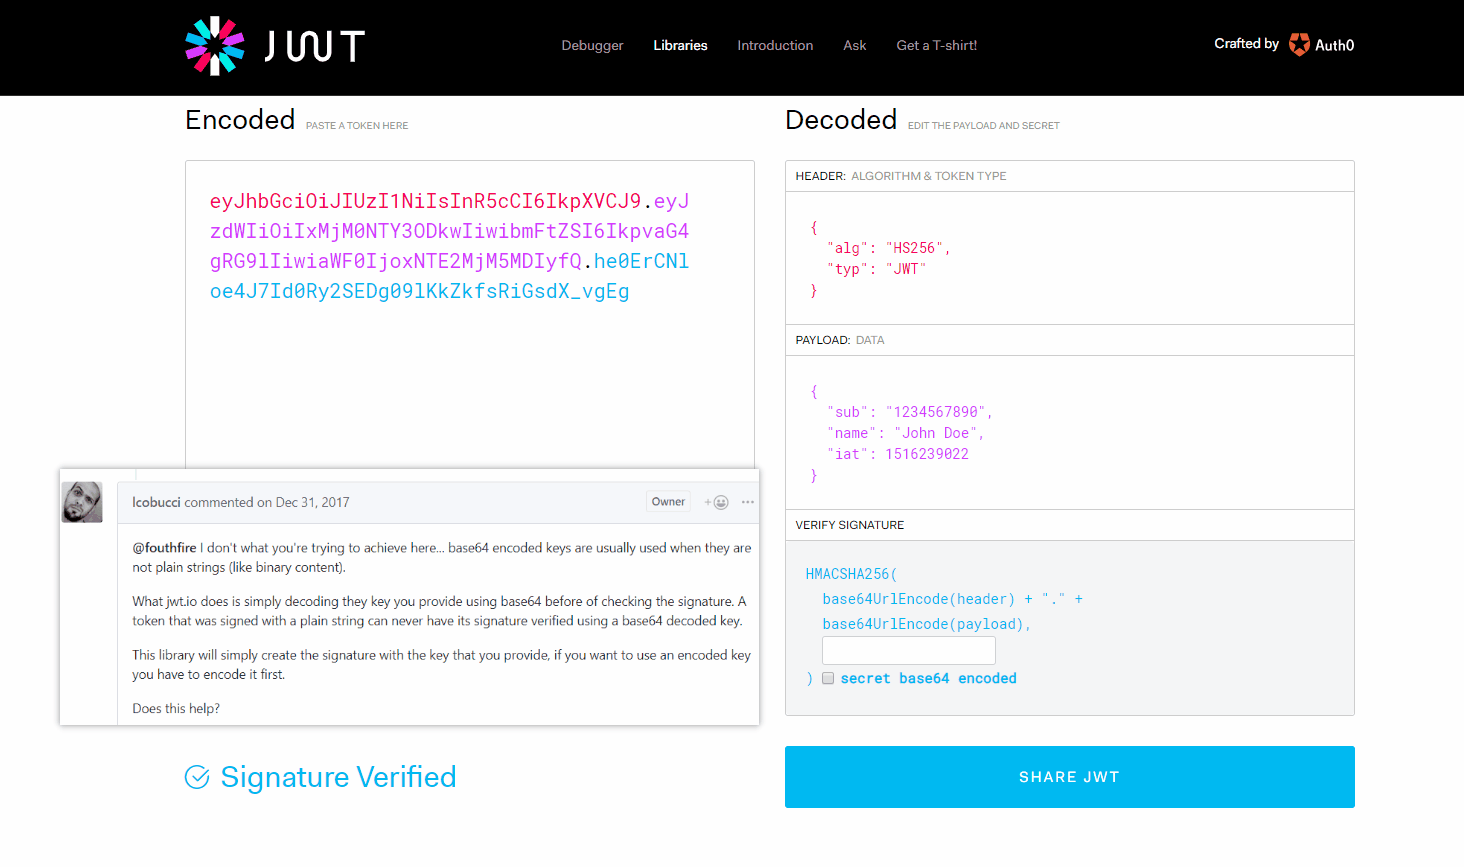 JWT
Debugger
Libraries
Introduction
Ask
Get a T-shirt!
Crafted by Auth0
Encoded PASTE A TOKEN HERE
eyJhbGciOiJIUzI1NiIsInR5cCI6IkpXVCJ9.eyJ
zdWIiOiIxMjM0NTY3ODkwIiwibmFtZSI6IkpvaG4
gRG9lIiwiaWF0IjoxNTE2MjM5MDIyfQ.he0ErCNl
oe4J7Id0Ry2SEDg09lKkZkfsRiGsdX_vgEg
lcobucci commented on Dec 31, 2017
Owner
+
···
@fouthfire I don't what you're trying to achieve here... base64 encoded keys are usually used when they are
not plain strings (like binary content).
What jwt.io does is simply decoding they key you provide using base64 before of checking the signature. A
token that was signed with a plain string can never have its signature verified using a base64 decoded key.
This library will simply create the signature with the key that you provide, if you want to use an encoded key
you have to encode it first.
Does this help?
Signature Verified
Decoded EDIT THE PAYLOAD AND SECRET
HEADER: ALGORITHM & TOKEN TYPE
{
"alg": "HS256",
"typ": "JWT"
}
PAYLOAD: DATA
{
"sub": "1234567890",
"name": "John Doe",
"iat": 1516239022
}
VERIFY SIGNATURE
HMACSHA256(
base64UrlEncode(header) + "." +
base64UrlEncode(payload),
) secret base64 encoded
SHARE JWT